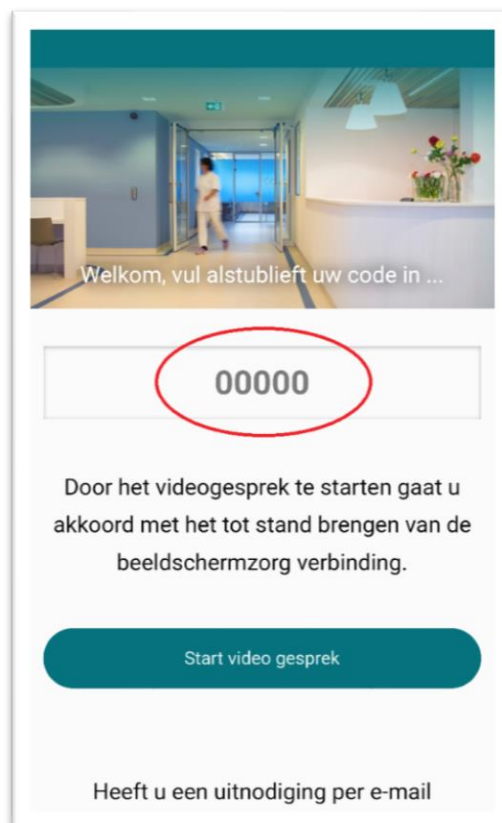 Welkom, vul alstublieft uw code in ...
00000
Door het videogesprek te starten gaat u
akkoord met het tot stand brengen van de
beeldschermzorg verbinding.
Start video gesprek
Heeft u een uitnodiging per e-mail